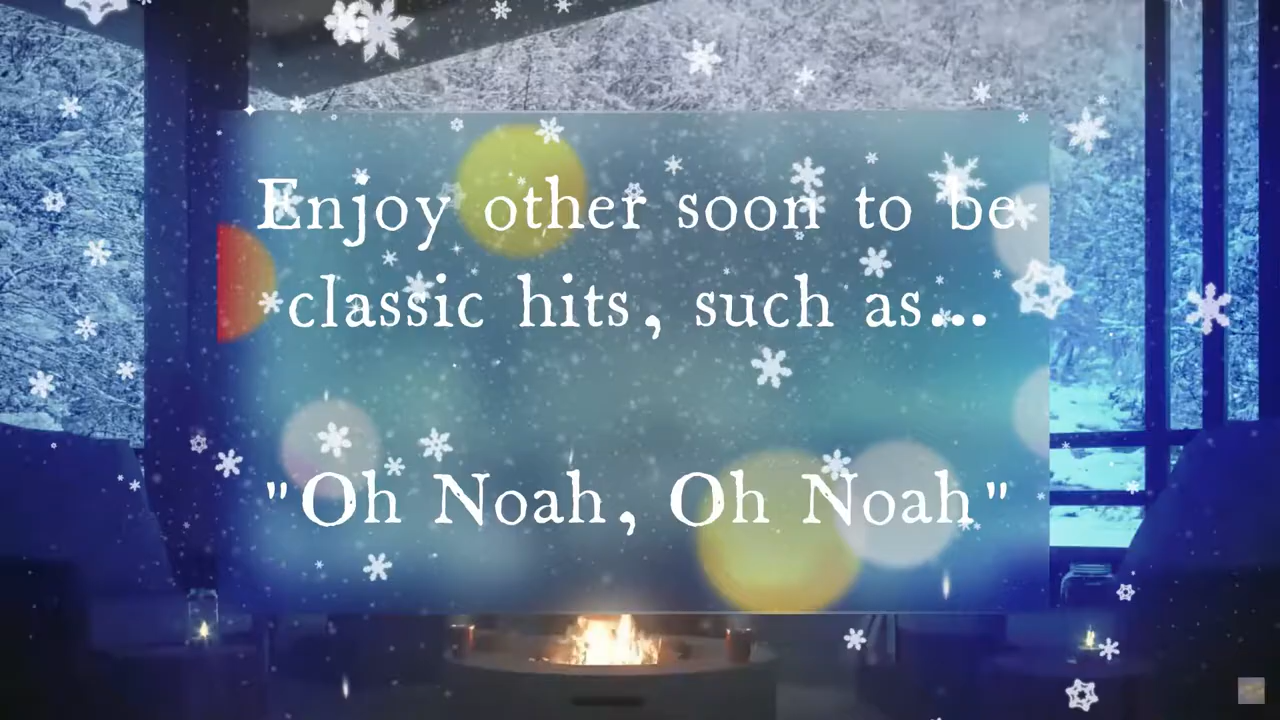 Enjoy other soon to be
classic hits, such as...
"Oh Noah, Oh Noah"